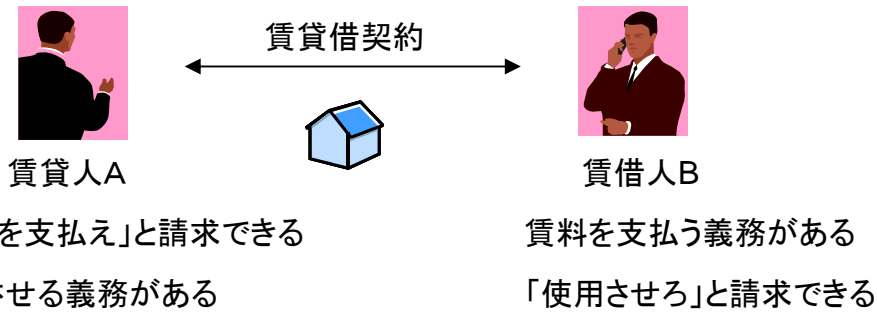 賃貸借契約
賃貸人A
賃借人B
を支払え」と請求できる
賃料を支払う義務がある
せる義務がある
「使用させろ」と請求できる